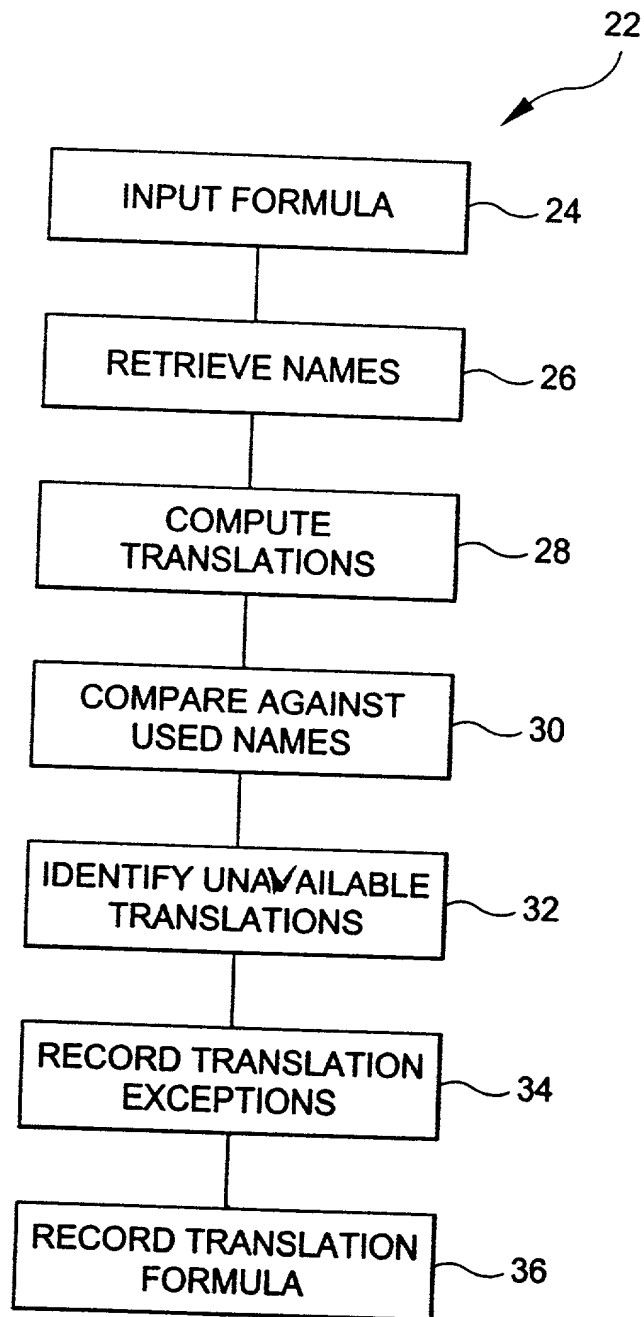 22
INPUT FORMULA
24
RETRIEVE NAMES
26
COMPUTE
TRANSLATIONS
28
COMPARE AGAINST
USED NAMES
30
IDENTIFY UNAVAILABLE
TRANSLATIONS
32
RECORD TRANSLATION
EXCEPTIONS
34
RECORD TRANSLATION
FORMULA
36